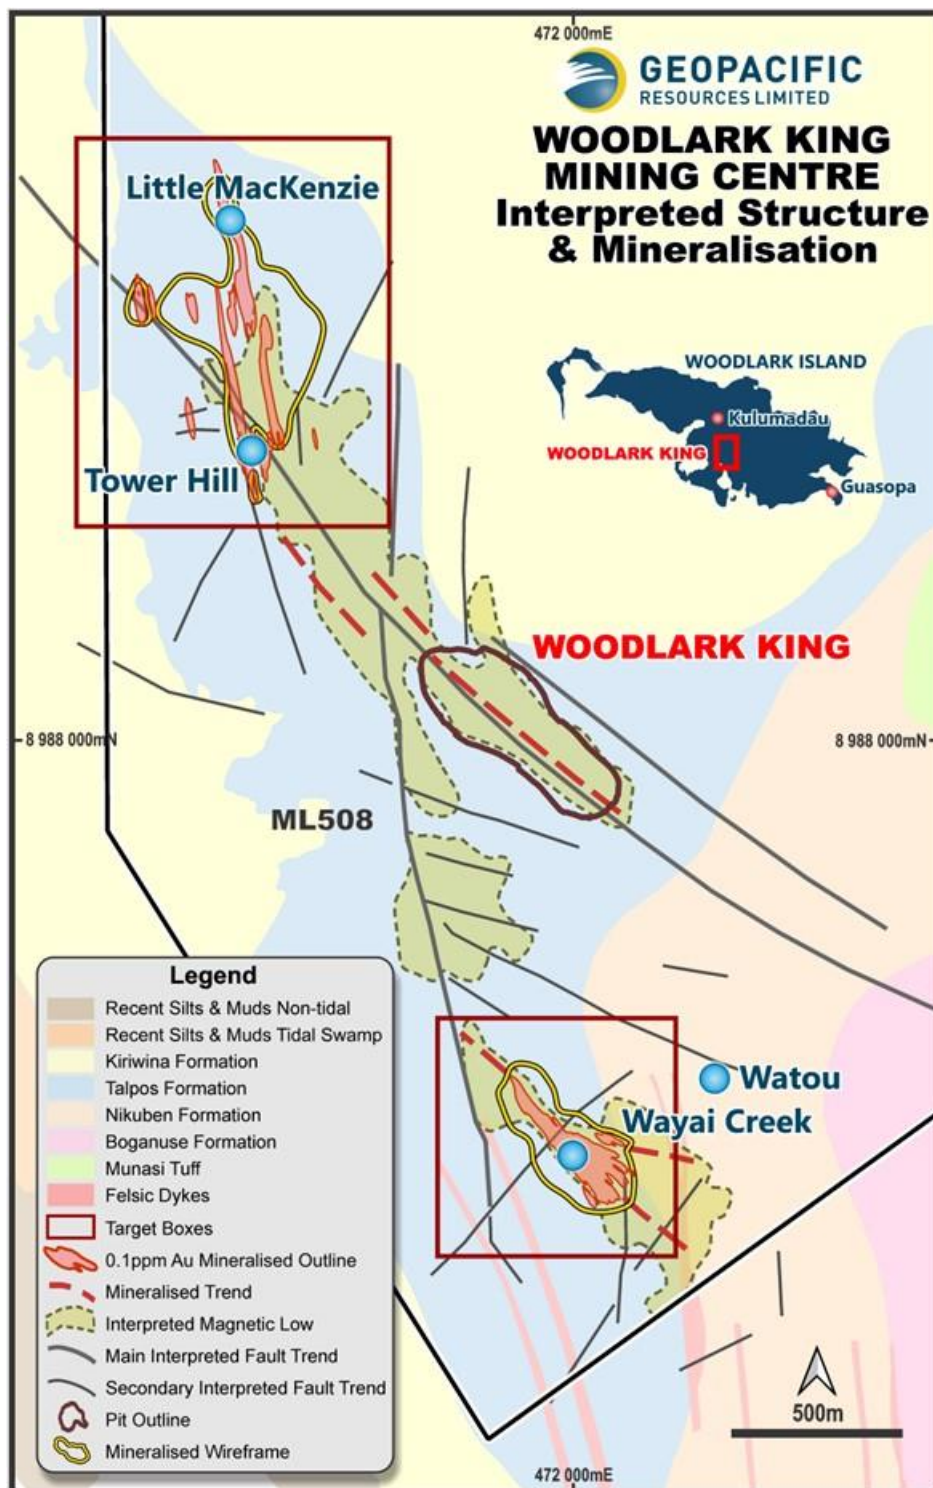 472 000mE
GEOPACIFIC
RESOURCES LIMITED
WOODLARK KING
MINING CENTRE
Interpreted Structure
& Mineralisation
Little MacKenzie
WOODLARK ISLAND
Kulumadau
WOODLARK KING
Guasopa
Tower Hill
WOODLARK KING
8 988 000mN
8 988 000mN
ML508
Watou
Wayai Creek
Legend
Recent Silts & Muds Non-tidal
Recent Silts & Muds Tidal Swamp
Kiriwina Formation
Talpos Formation
Nikuben Formation
Boganuse Formation
Munasi Tuff
Felsic Dykes
Target Boxes
0.1ppm Au Mineralised Outline
Mineralised Trend
Interpreted Magnetic Low
Main Interpreted Fault Trend
Secondary Interpreted Fault Trend
Pit Outline
Mineralised Wireframe
500m
472 000mE